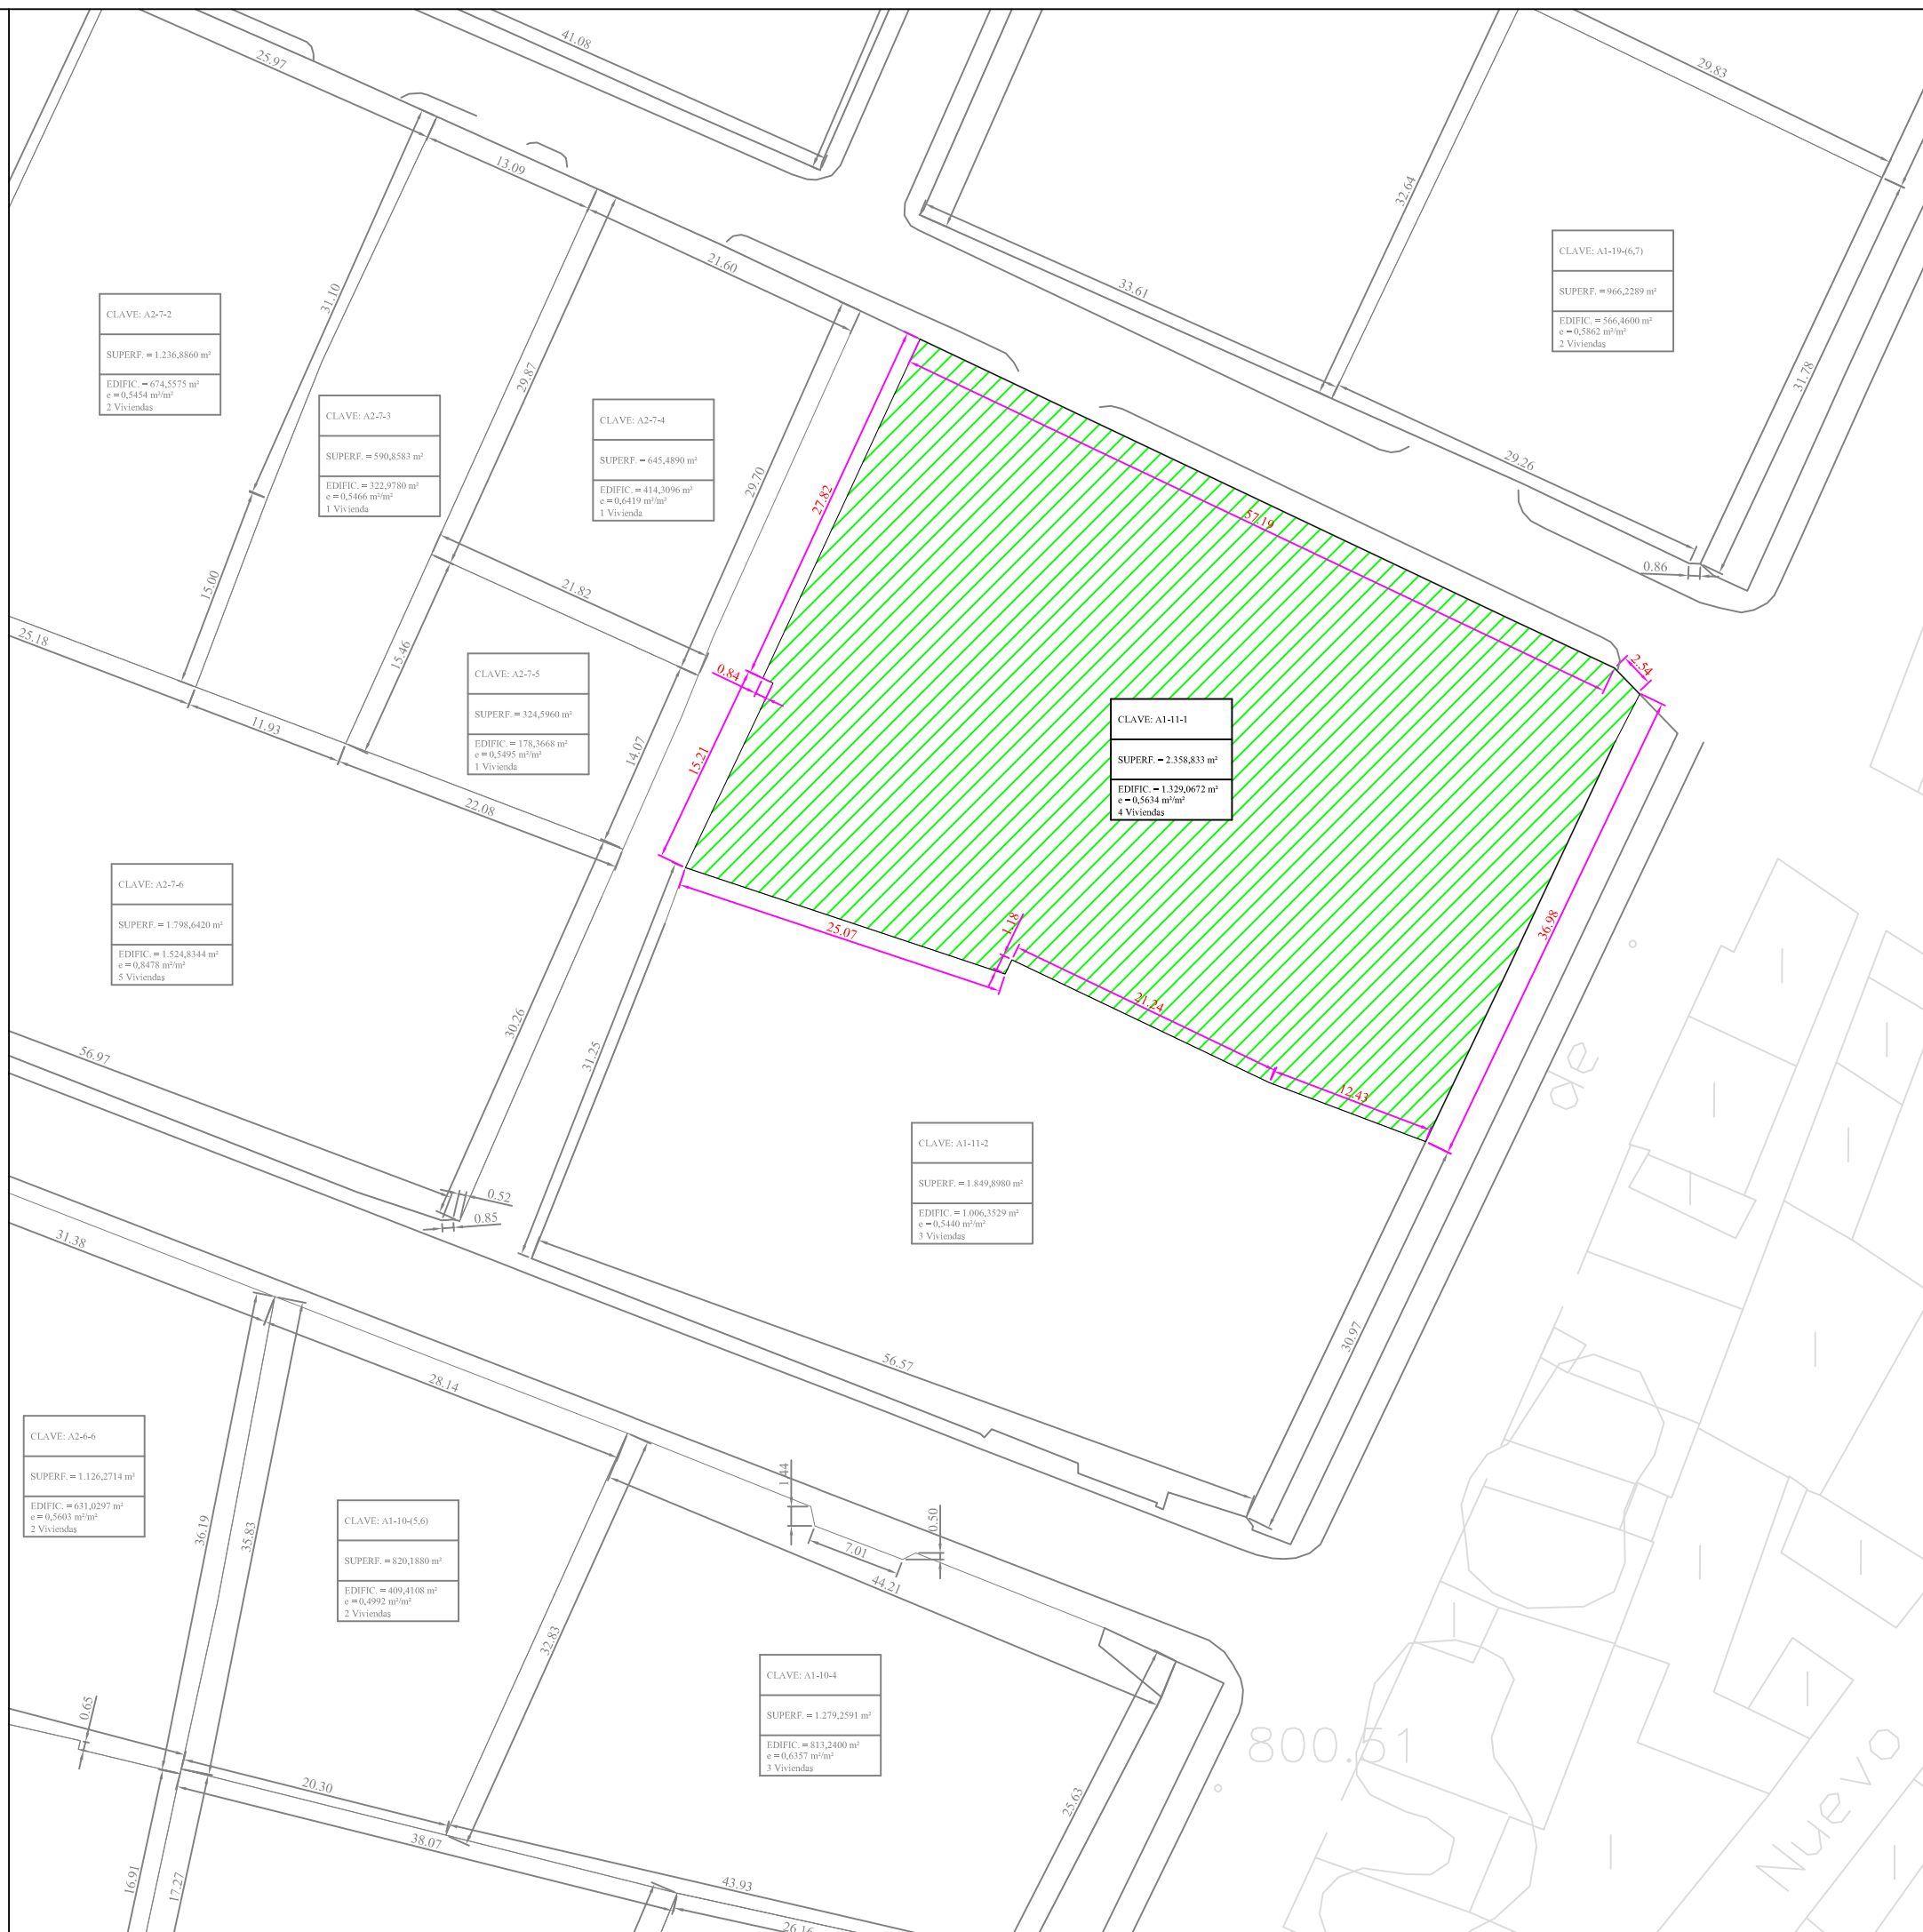 41.08
25.97
29.83
13.09
32.64
21.60
33.61
CLAVE: A1-19-(6,7)
SUPERF. = 966,2289 m²
EDIFIC. = 566,4600 m²
e = 0,5862 m²/m²
2 Viviendas
31.78
CLAVE: A2-7-2
SUPERF. = 1.236,8860 m²
EDIFIC. = 674,5575 m²
e = 0,5454 m²/m²
2 Viviendas
31.10
29.87
CLAVE: A2-7-3
SUPERF. = 590,8583 m²
EDIFIC. = 322,9780 m²
e = 0,5466 m²/m²
1 Vivienda
CLAVE: A2-7-4
SUPERF. = 645,4890 m²
EDIFIC. = 414,3096 m²
e = 0,6419 m²/m²
1 Vivienda
29.70
27.82
57.19
29.26
0.86
15.00
21.82
25.18
15.46
CLAVE: A2-7-5
SUPERF. = 324,5960 m²
EDIFIC. = 178,3668 m²
e = 0,5495 m²/m²
1 Vivienda
0.84
2.54
11.93
14.07
15.21
CLAVE: A1-11-1
SUPERF. = 2.358,833 m²
EDIFIC. = 1.329,0672 m²
e = 0,5634 m²/m²
4 Viviendas
22.08
CLAVE: A2-7-6
SUPERF. = 1.798,6420 m²
EDIFIC. = 1.524,8344 m²
e = 0,8478 m²/m²
5 Viviendas
25.07
1.18
36.98
21.24
30.26
31.25
56.97
12.43
de
CLAVE: A1-11-2
SUPERF. = 1.849,8980 m²
EDIFIC. = 1.006,3529 m²
e = 0,5440 m²/m²
3 Viviendas
0.52
0.85
31.38
30.97
56.57
28.14
CLAVE: A2-6-6
SUPERF. = 1.126,2714 m²
EDIFIC. = 631,0297 m²
e = 0,5603 m²/m²
2 Viviendas
36.19
35.83
CLAVE: A1-10-(5,6)
SUPERF. = 820,1880 m²
EDIFIC. = 409,4108 m²
e = 0,4992 m²/m²
2 Viviendas
1.44
0.50
7.01
44.21
32.83
CLAVE: A1-10-4
SUPERF. = 1.279,2591 m²
EDIFIC. = 813,2400 m²
e = 0,6357 m²/m²
3 Viviendas
0.65
800.51
20.30
25.63
38.07
Nuevo
16.91
17.27
43.93
26.16